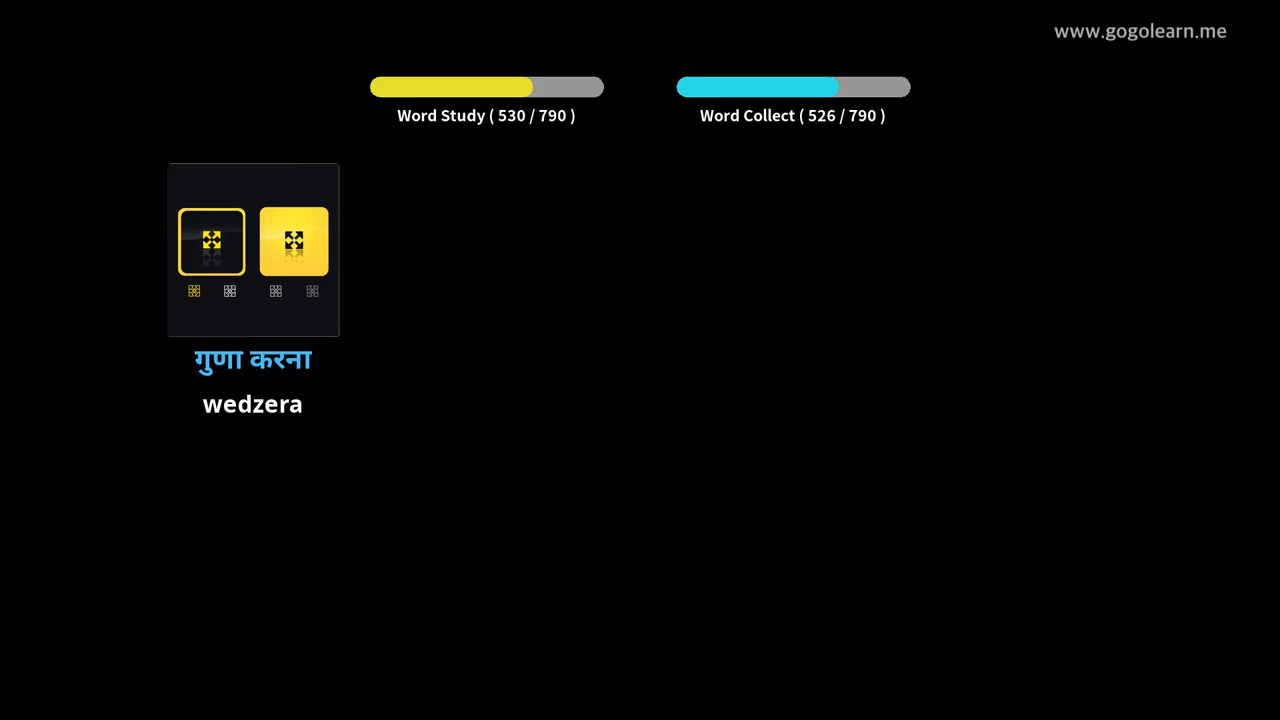 www.gogolearn.me
Word Study ( 530 / 790 )
Word Collect ( 526 / 790 )
गुणा करना
wedzera